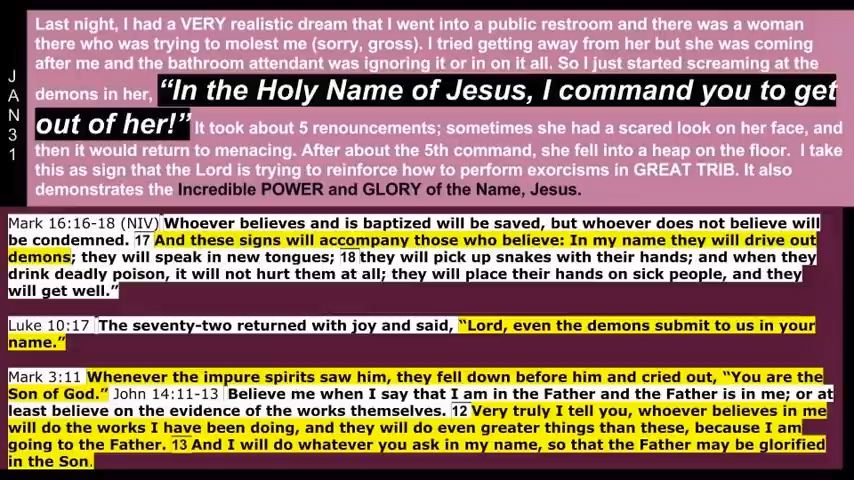 Last night, I had a VERY realistic dream that I went into a public restroom and there was a woman
there who was trying to molest me (sorry, gross). I tried getting away from her but she was coming
after me and the bathroom attendant was ignoring it or in on it all. So I just started screaming at the
demons in her, “In the Holy Name of Jesus, I command you to get
out of her!” It took about 5 renouncements; sometimes she had a scared look on her face, and
then it would return to menacing. After about the 5th command, she fell into a heap on the floor. I take
this as sign that the Lord is trying to reinforce how to perform exorcisms in GREAT TRIB. It also
demonstrates the Incredible POWER and GLORY of the Name, Jesus.
J
A
N
3
1
Mark 16:16-18 (NIV) Whoever believes and is baptized will be saved, but whoever does not believe will
be condemned. 17 And these signs will accompany those who believe: In my name they will drive out
demons; they will speak in new tongues; 18 they will pick up snakes with their hands; and when they
drink deadly poison, it will not hurt them at all; they will place their hands on sick people, and they
will get well.”
Luke 10:17 The seventy-two returned with joy and said, “Lord, even the demons submit to us in your
name.”
Mark 3:11 Whenever the impure spirits saw him, they fell down before him and cried out, “You are the
Son of God.” John 14:11-13 Believe me when I say that I am in the Father and the Father is in me; or at
least believe on the evidence of the works themselves. 12 Very truly I tell you, whoever believes in me
will do the works I have been doing, and they will do even greater things than these, because I am
going to the Father. 13 And I will do whatever you ask in my name, so that the Father may be glorified
in the Son.